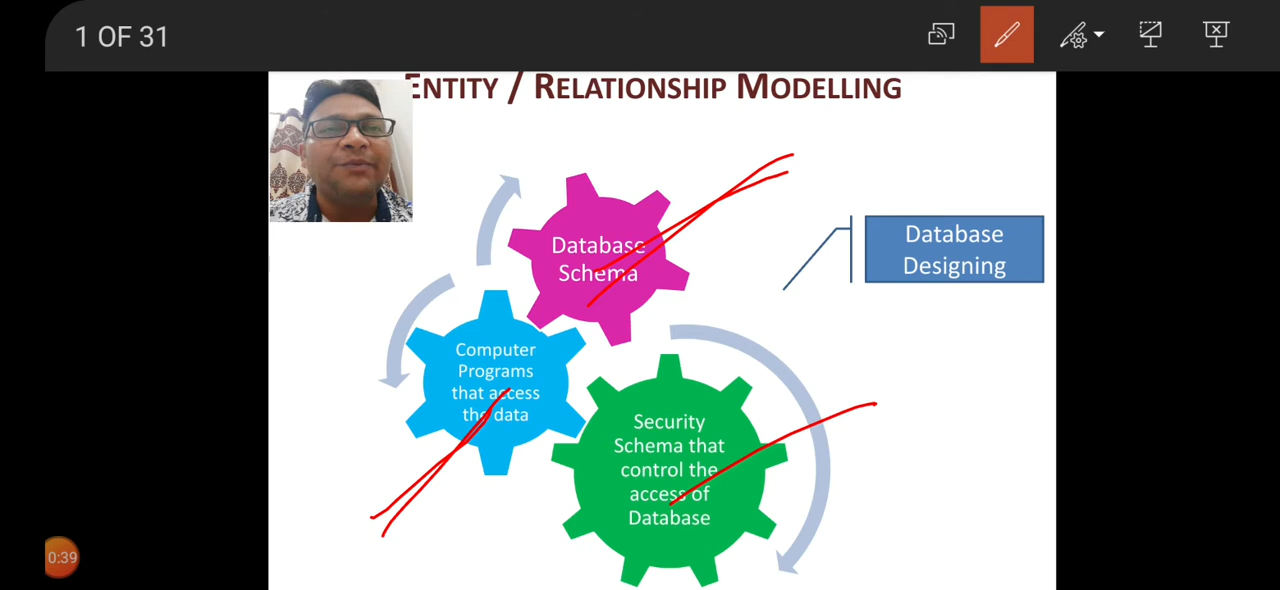 1 OF 31
ENTITY / RELATIONSHIP MODELLING
Database
Schema
Database
Designing
Computer
Programs
that access
the data
Security
Schema that
control the
access of
Database
0:39